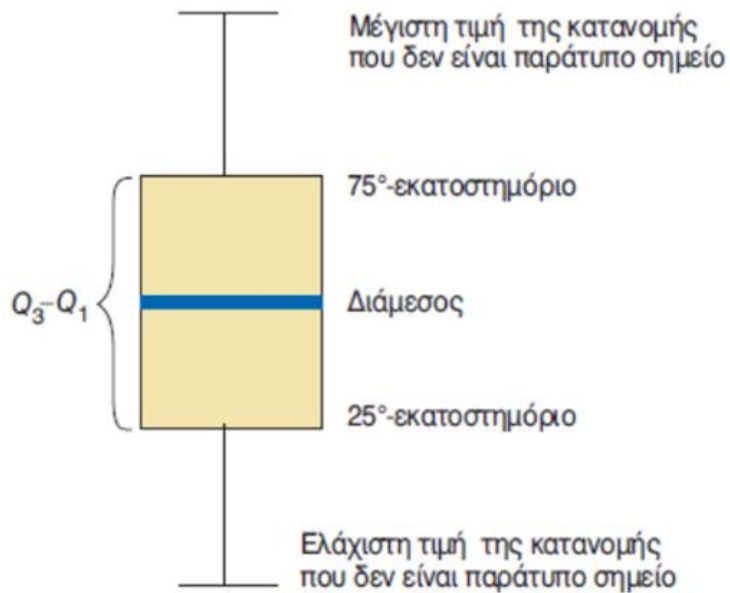 Μέγιστη τιμή της κατανομής
που δεν είναι παράτυπο σημείο
75°-εκατοστημόριο
Q₃–Q₁
Διάμεσος
25°-εκατοστημόριο
Ελάχιστη τιμή της κατανομής
που δεν είναι παράτυπο σημείο